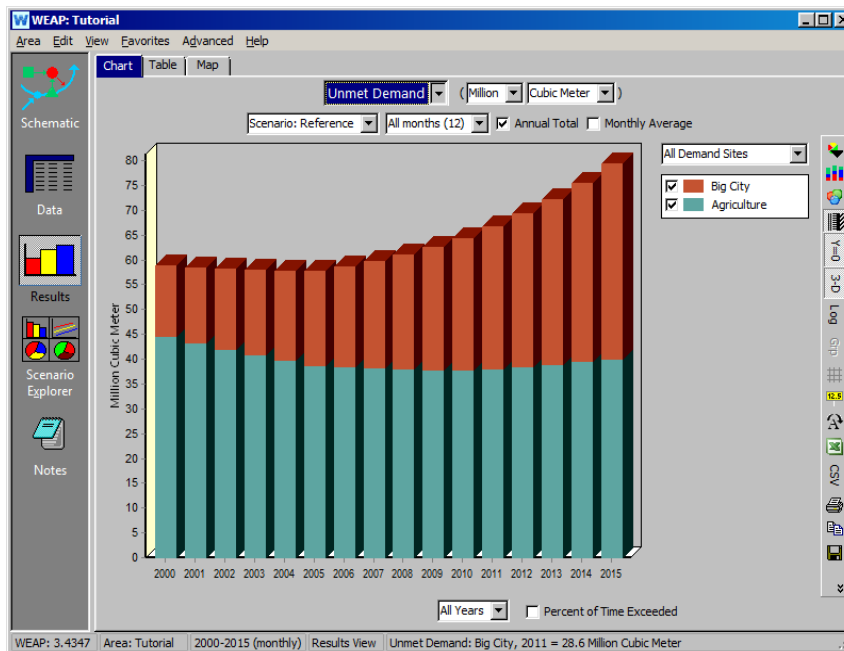 WEAP: Tutorial
Area Edit View Favorites Advanced Help
Chart Table Map
Unmet Demand ( Million Cubic Meter )
Scenario: Reference All months (12) Annual Total Monthly Average
All Demand Sites
Big City
Agriculture
Schematic
Data
Results
Scenario
Explorer
Notes
Million Cubic Meter
80
75
70
65
60
55
50
45
40
35
30
25
20
15
10
5
0
2000 2001 2002 2003 2004 2005 2006 2007 2008 2009 2010 2011 2012 2013 2014 2015
All Years Percent of Time Exceeded
Y=0
3-D
Log
Grp
12.5
A
CSV
WEAP: 3.4347 Area: Tutorial 2000-2015 (monthly) Results View Unmet Demand: Big City, 2011 = 28.6 Million Cubic Meter